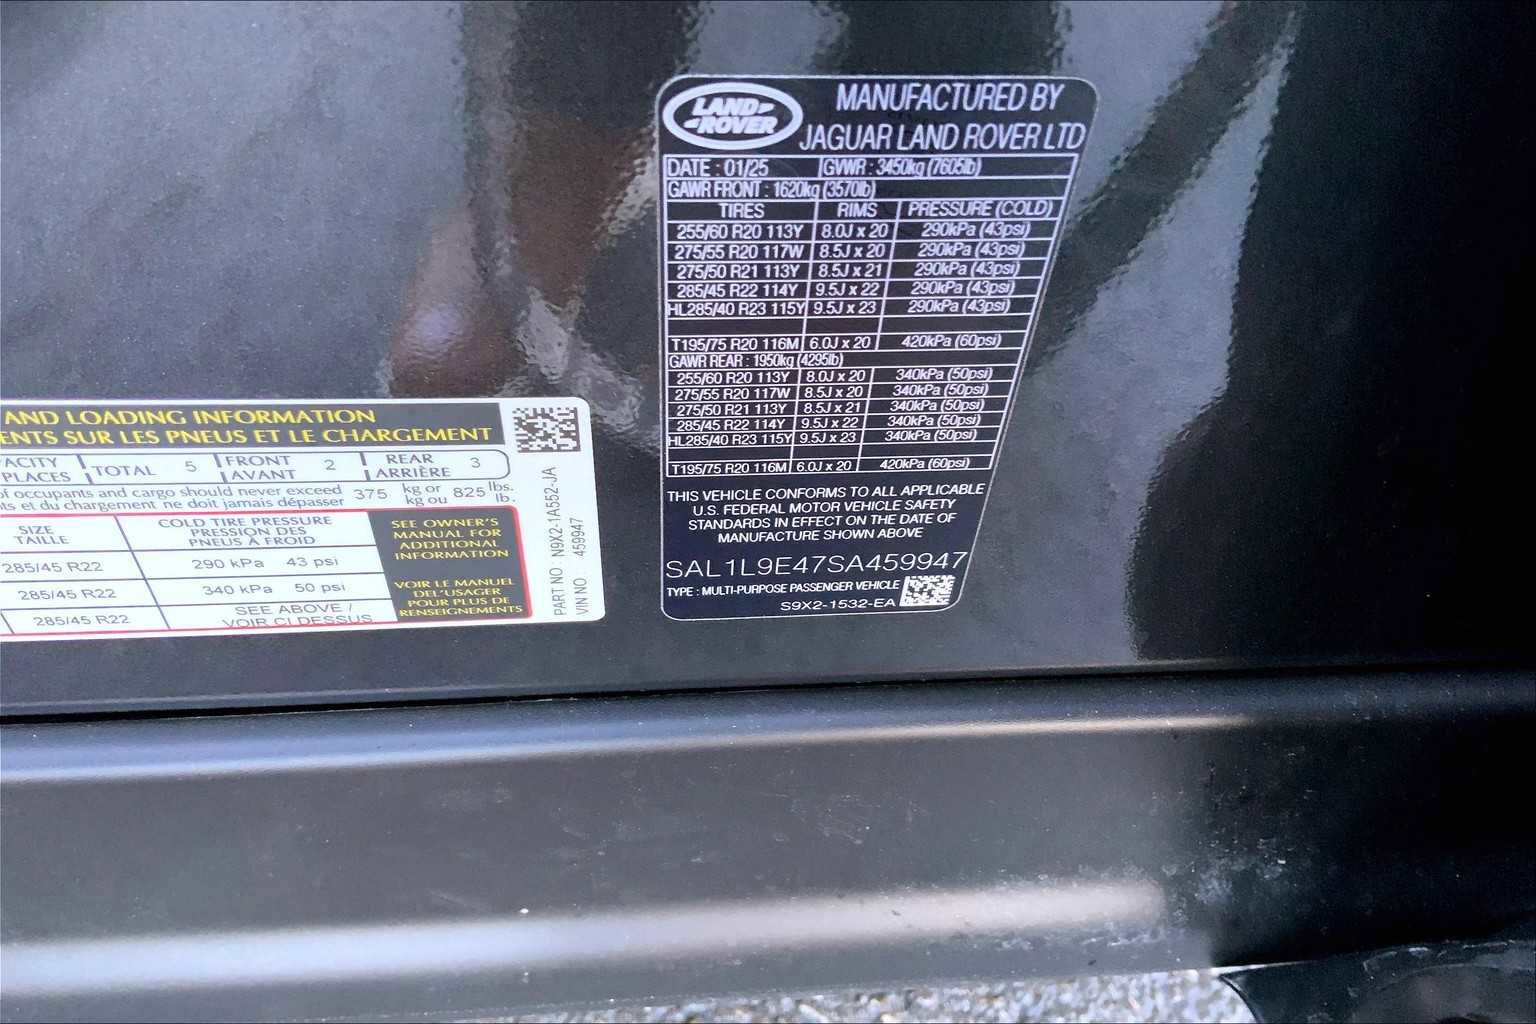 AND LOADING INFORMATION
ENTS SUR LES PNEUS ET LE CHARGEMENT
ACITY
PLACES
TOTAL 5
FRONT
AVANT 2
REAR
ARRIÈRE 3
of occupants and cargo should never exceed
ts et du chargement ne doit jamais dépasser
375 kg or
kg ou 825 lbs.
lb.
SIZE
TAILLE
COLD TIRE PRESSURE
PRESSION DES
PNEUS À FROID
285/45 R22 290 kPa 43 psi
285/45 R22 340 kPa 50 psi
285/45 R22 SEE ABOVE /
VOIR CI DESSUS
SEE OWNER'S
MANUAL FOR
ADDITIONAL
INFORMATION
VOIR LE MANUEL
DEL'USAGER
POUR PLUS DE
RENSEIGNEMENTS
PART NO : N9X2-1A552-JA
VIN NO : 459947
LAND
ROVER
MANUFACTURED BY
JAGUAR LAND ROVER LTD
DATE : 01/25 GVWR : 3450kg (7605lb)
GAWR FRONT : 1620kg (3570lb)
TIRES RIMS PRESSURE (COLD)
255/60 R20 113Y 8.0J x 20 290kPa (43psi)
275/55 R20 117W 8.5J x 20 290kPa (43psi)
275/50 R21 113Y 8.5J x 21 290kPa (43psi)
285/45 R22 114Y 9.5J x 22 290kPa (43psi)
HL285/40 R23 115Y 9.5J x 23 290kPa (43psi)
T195/75 R20 116M 6.0J x 20 420kPa (60psi)
GAWR REAR : 1950kg (4295lb)
255/60 R20 113Y 8.0J x 20 340kPa (50psi)
275/55 R20 117W 8.5J x 20 340kPa (50psi)
275/50 R21 113Y 8.5J x 21 340kPa (50psi)
285/45 R22 114Y 9.5J x 22 340kPa (50psi)
HL285/40 R23 115Y 9.5J x 23 340kPa (50psi)
T195/75 R20 116M 6.0J x 20 420kPa (60psi)
THIS VEHICLE CONFORMS TO ALL APPLICABLE
U.S. FEDERAL MOTOR VEHICLE SAFETY
STANDARDS IN EFFECT ON THE DATE OF
MANUFACTURE SHOWN ABOVE
SAL1L9E47SA459947
TYPE : MULTI-PURPOSE PASSENGER VEHICLE
S9X2-1532-EA